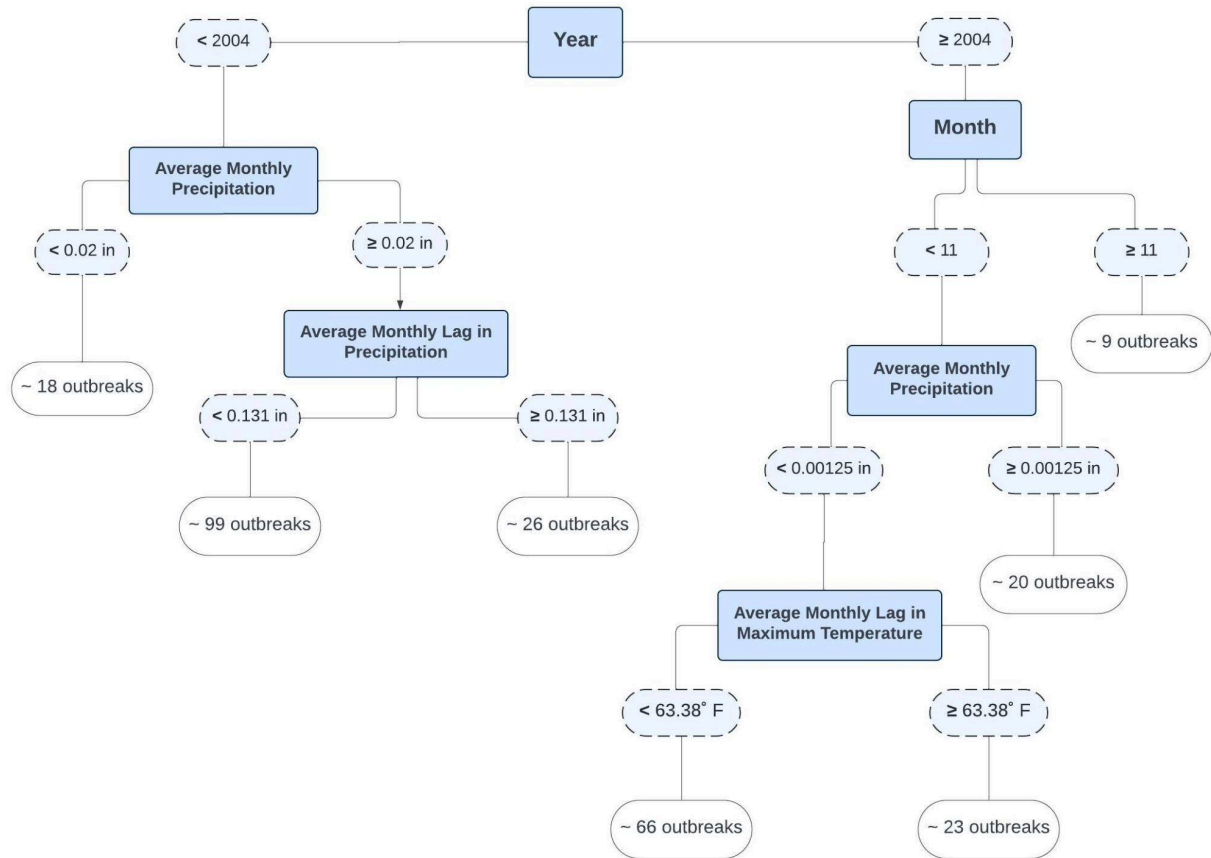 Year
< 2004
≥ 2004
Month
Average Monthly
Precipitation
< 0.02 in
≥ 0.02 in
< 11
≥ 11
Average Monthly Lag in
Precipitation
~ 9 outbreaks
~ 18 outbreaks
Average Monthly
Precipitation
< 0.131 in
≥ 0.131 in
< 0.00125 in
≥ 0.00125 in
~ 99 outbreaks
~ 26 outbreaks
~ 20 outbreaks
Average Monthly Lag in
Maximum Temperature
< 63.38˚ F
≥ 63.38˚ F
~ 66 outbreaks
~ 23 outbreaks